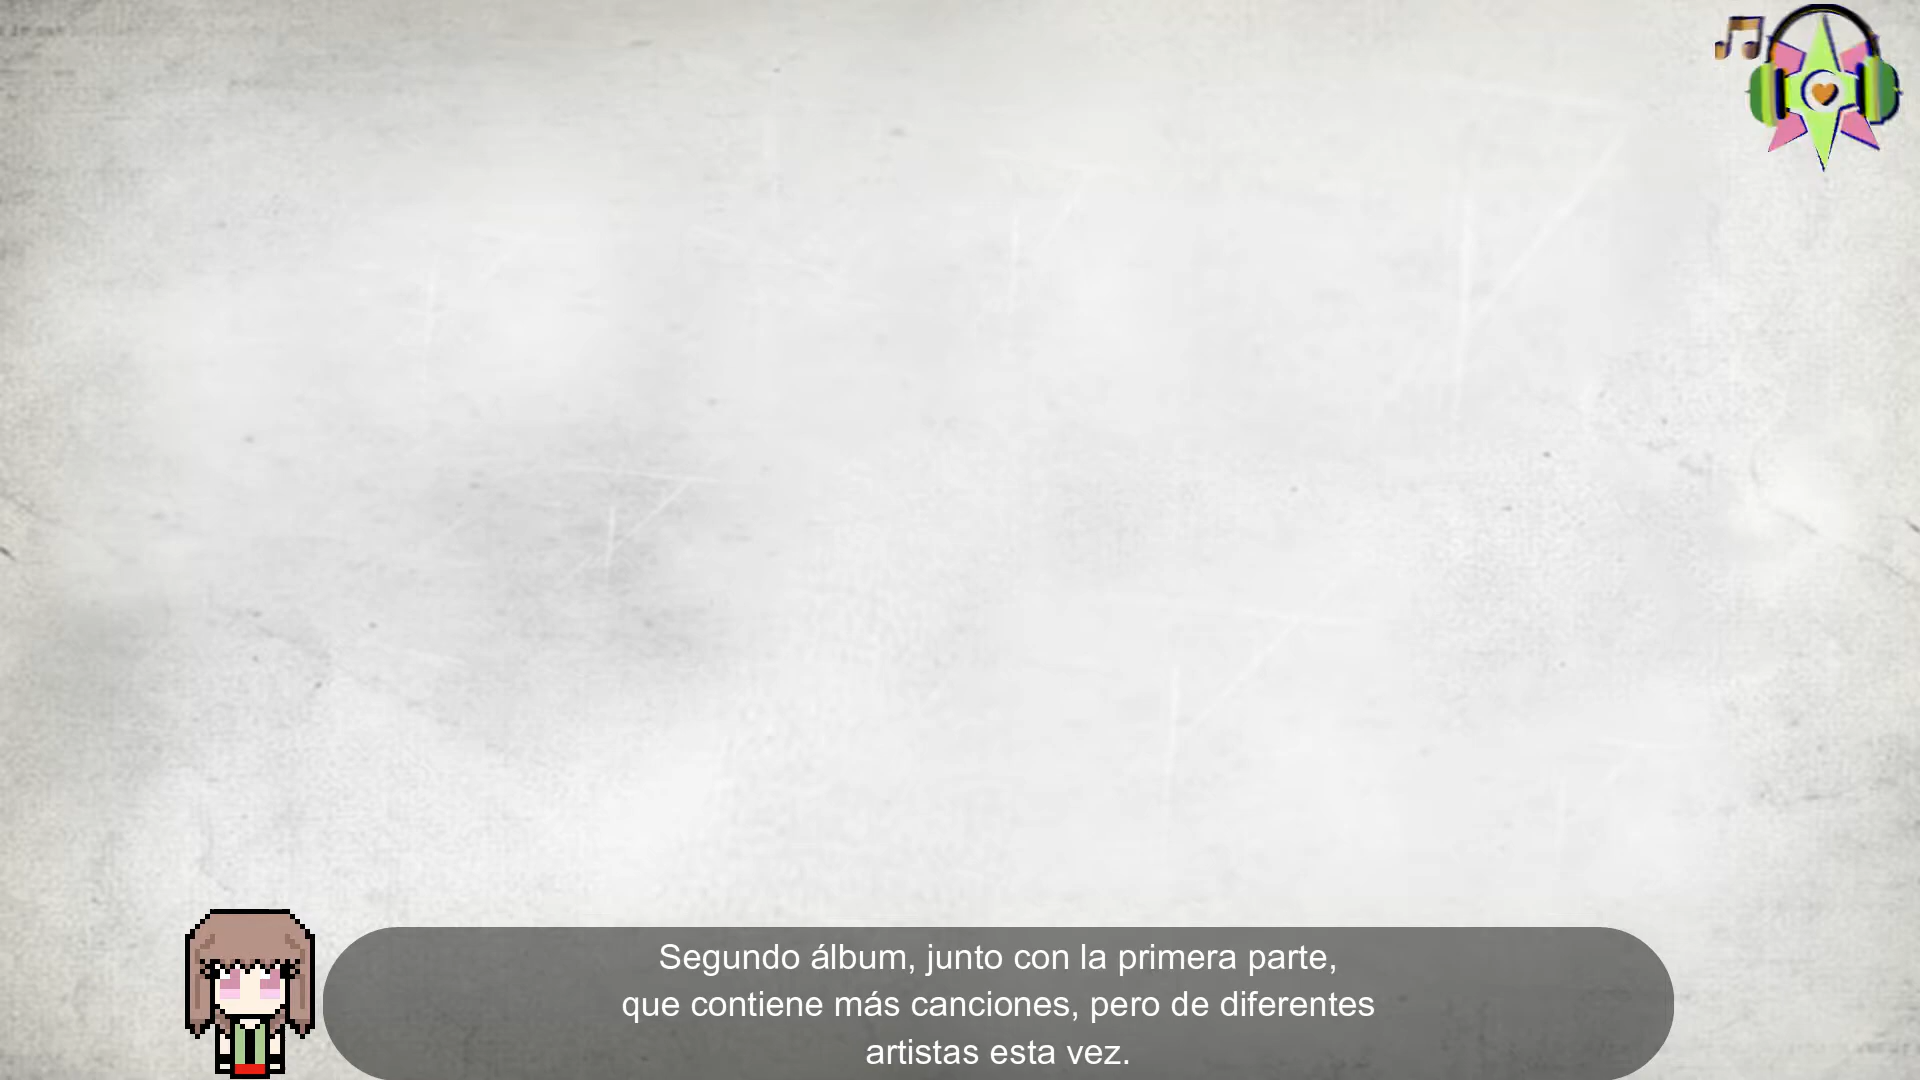 Segundo álbum, junto con la primera parte,
que contiene más canciones, pero de diferentes
artistas esta vez.